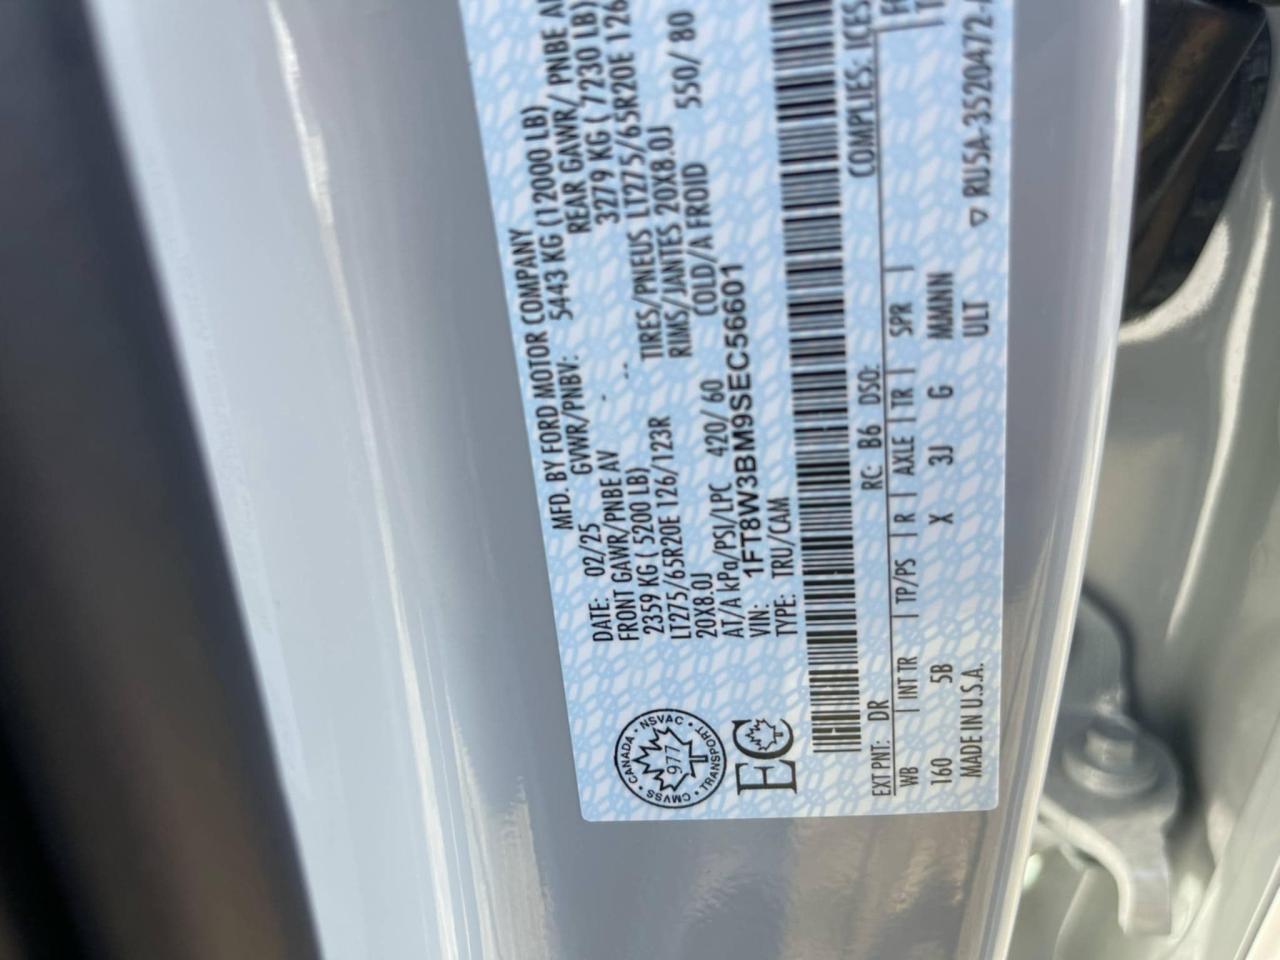 MFD. BY FORD MOTOR COMPANY
DATE: 02/25 GVWR/PNBV: 5443 KG (12000 LB)
FRONT GAWR/PNBE AV - -- REAR GAWR/ PNBE
2359 KG ( 5200 LB) 3279 KG ( 7230 LB)
LT275/65R20E 126/123R TIRES/PNEUS LT275/65R20E 126
20X8.0J RIMS/JANTES 20X8.0J
AT/A kPa/PSI/LPC 420/ 60 COLD/A FROID 550/ 80
VIN: 1FT8W3BM9SEC56601
TYPE: TRU/CAM
CANADA • NSVAC • TRANSPORT • CMVSS •
977
EC
EXT PNT: DR RC: B6 DSO: COMPLIES: ICES
WB | INT TR | TP/PS | R | AXLE | TR | SPR |
160 5B X 3J G MMMNN
MADE IN U.S.A. ULT
▽ RU5A-3520472-